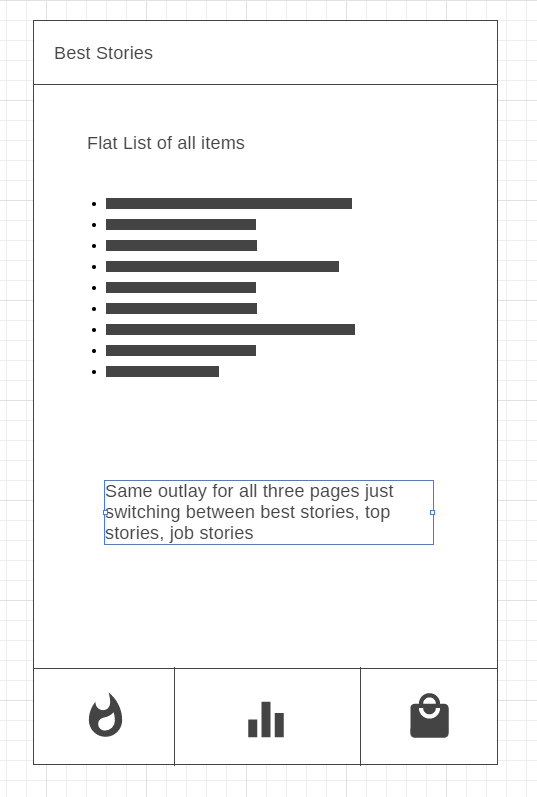 Best Stories
Flat List of all items
Same outlay for all three pages just
switching between best stories, top
stories, job stories